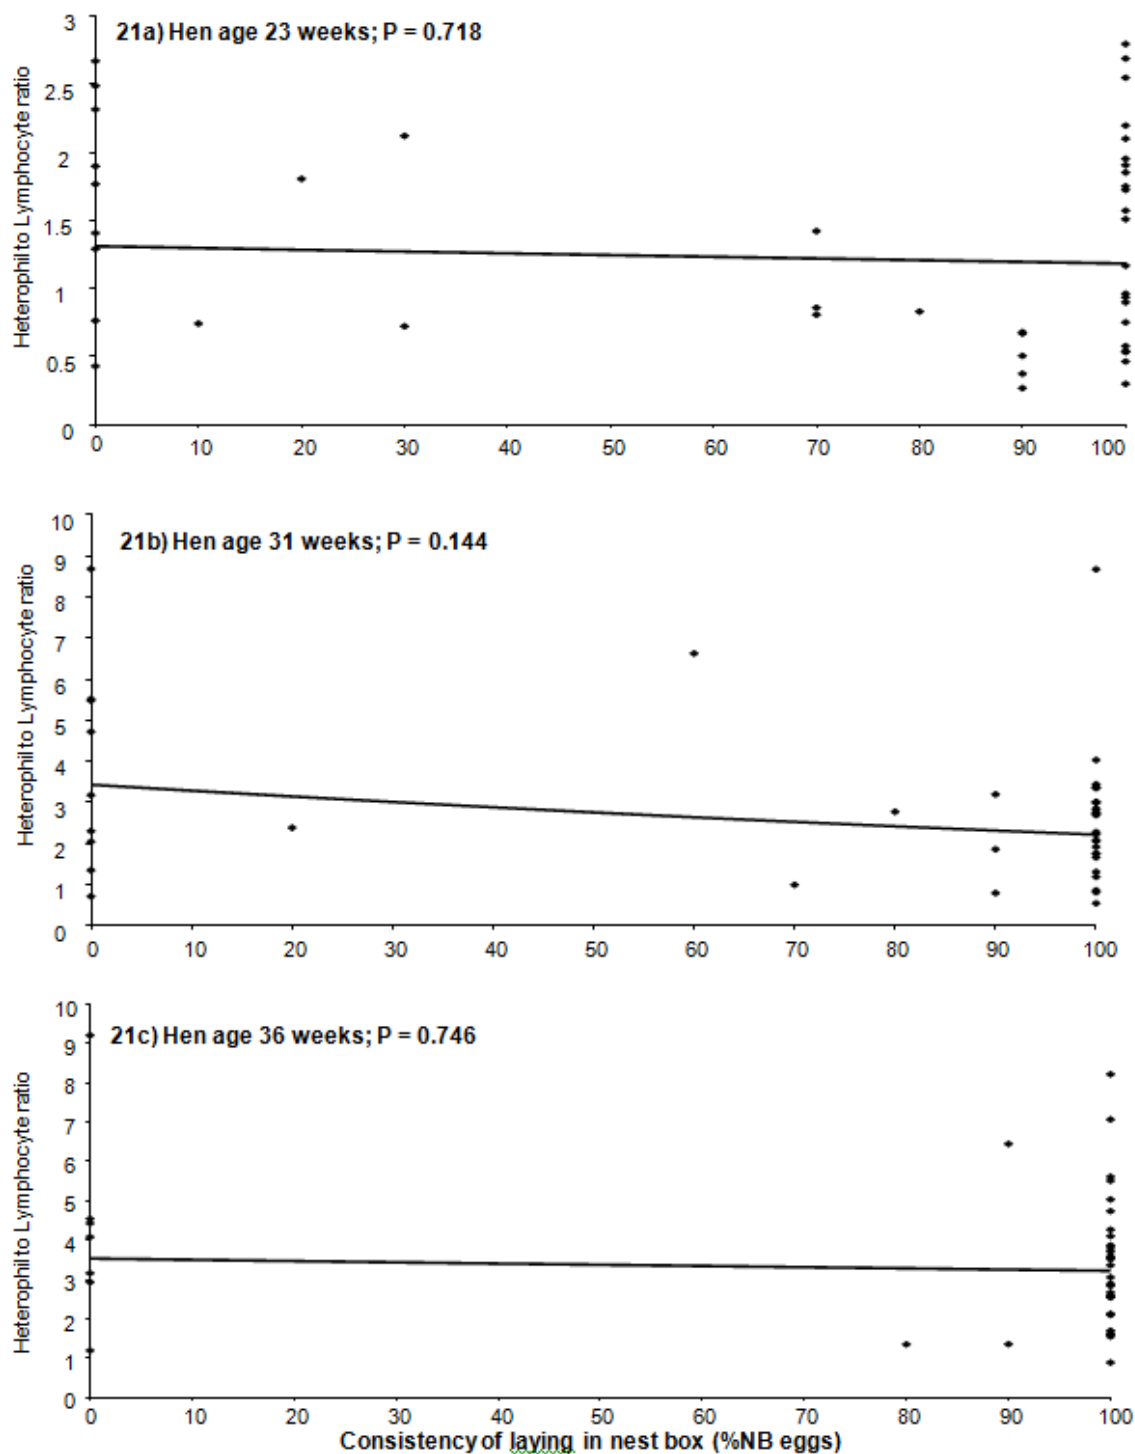 21a) Hen age 23 weeks; P = 0.718
Heterophil to Lymphocyte ratio
3
2.5
2
1.5
1
0.5
0
0 10 20 30 40 50 60 70 80 90 100
21b) Hen age 31 weeks; P = 0.144
Heterophil to Lymphocyte ratio
10
9
8
7
6
5
4
3
2
1
0
0 10 20 30 40 50 60 70 80 90 100
21c) Hen age 36 weeks; P = 0.746
Heterophil to Lymphocyte ratio
10
9
8
7
6
5
4
3
2
1
0
0 10 20 30 40 50 60 70 80 90 100
Consistency of laying in nest box (%NB eggs)